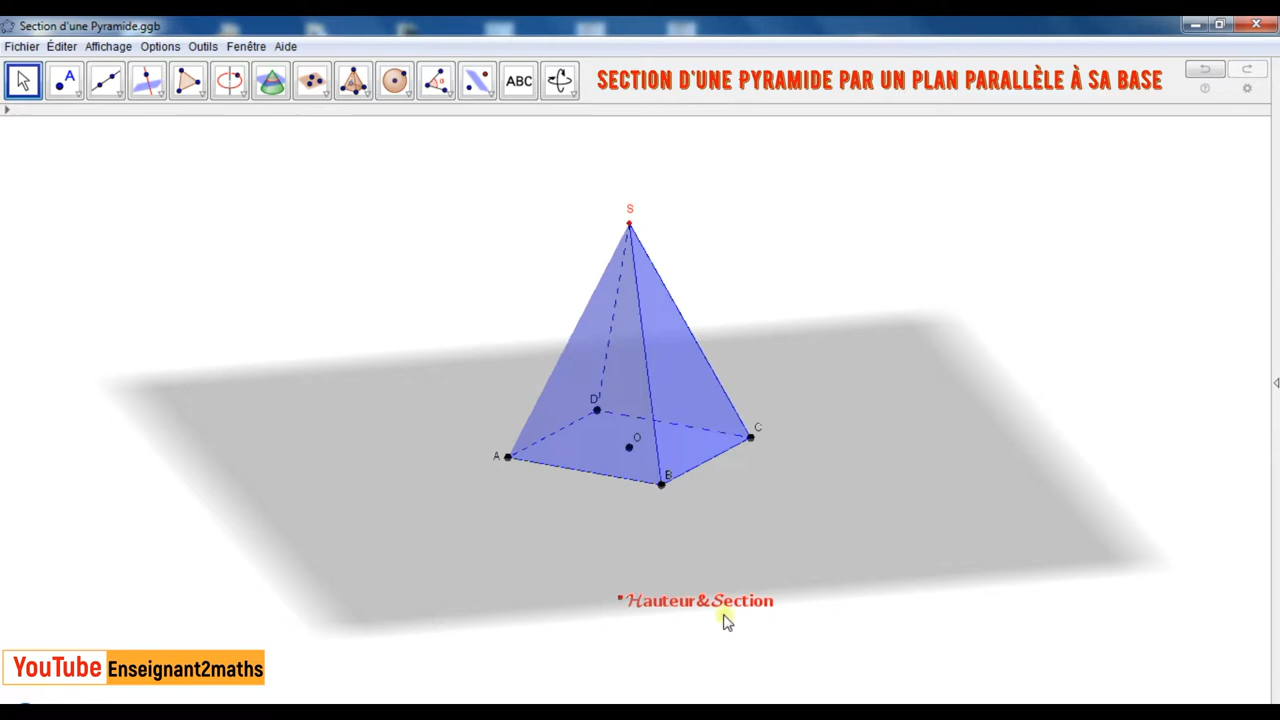 Section d'une Pyramide.ggb
Fichier Éditer Affichage Options Outils Fenêtre Aide
A ABC SECTION D'UNE PYRAMIDE PAR UN PLAN PARALLÈLE À SA BASE
S
D
C
O
A
B
Hauteur&Section
YouTube Enseignant2maths